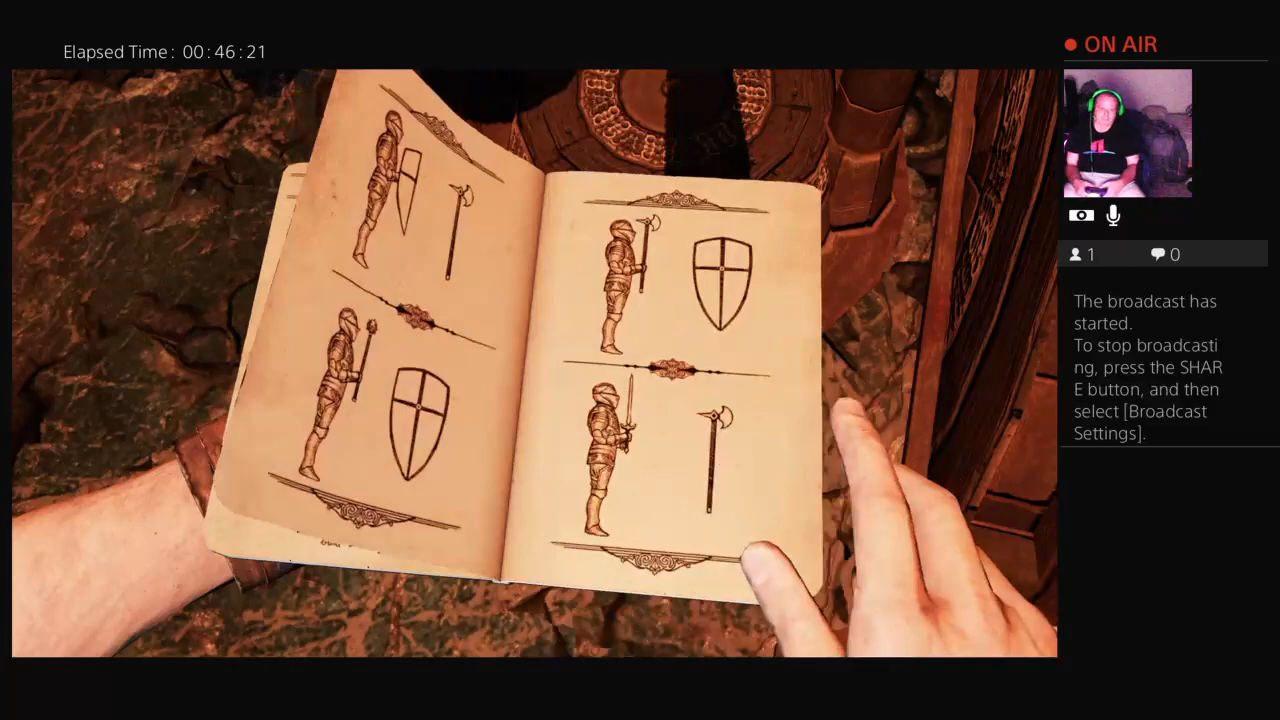 Elapsed Time: 00:46:21
ON AIR
1 0
The broadcast has
started.
To stop broadcasti
ng, press the SHAR
E button, and then
select [Broadcast
Settings].